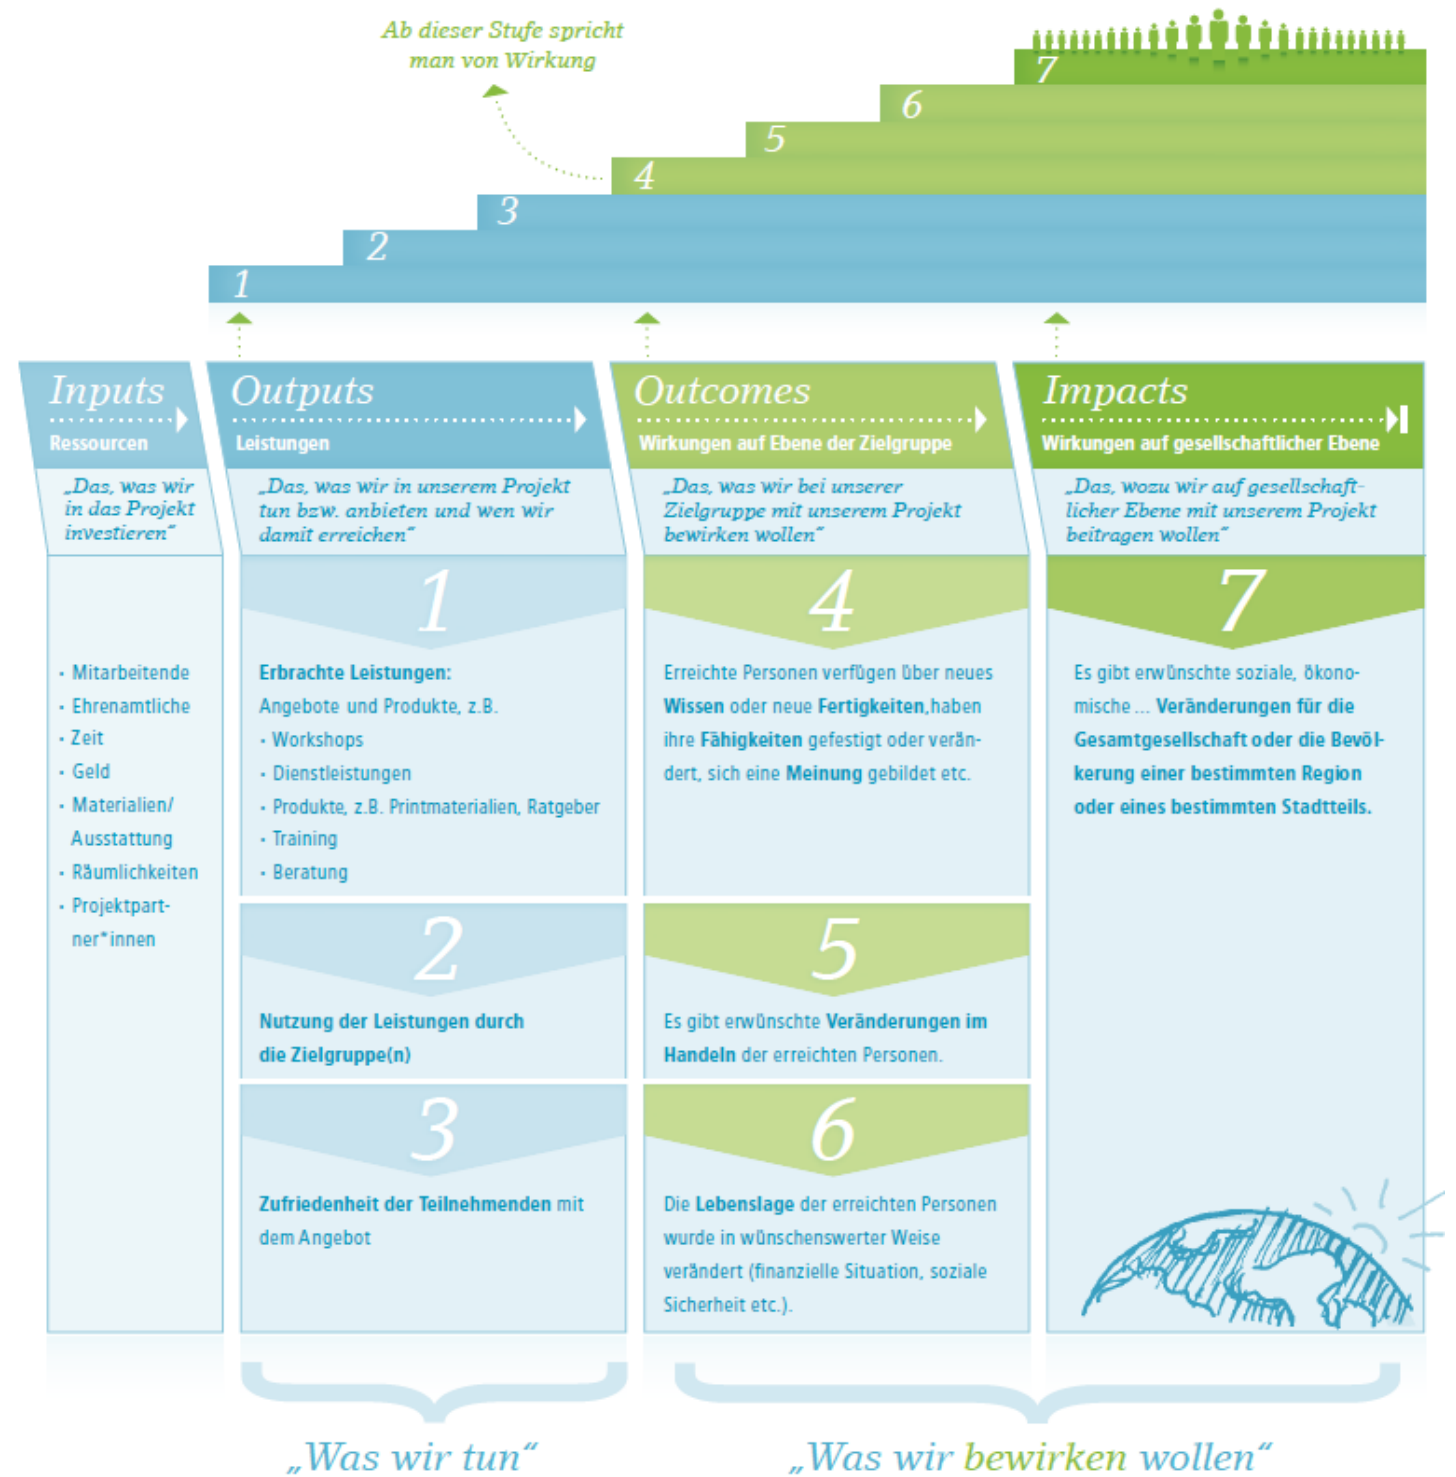 Ab dieser Stufe spricht
man von Wirkung
7
6
5
4
3
2
1
Inputs
Ressourcen
„Das, was wir
in das Projekt
investieren“
• Mitarbeitende
• Ehrenamtliche
• Zeit
• Geld
• Materialien/
Ausstattung
• Räumlichkeiten
• Projektpart-
ner*innen
Outputs
Leistungen
„Das, was wir in unserem Projekt
tun bzw. anbieten und wen wir
damit erreichen“
1
Erbrachte Leistungen:
Angebote und Produkte, z.B.
• Workshops
• Dienstleistungen
• Produkte, z.B. Printmaterialien, Ratgeber
• Training
• Beratung
2
Nutzung der Leistungen durch
die Zielgruppe(n)
3
Zufriedenheit der Teilnehmenden mit
dem Angebot
Outcomes
Wirkungen auf Ebene der Zielgruppe
„Das, was wir bei unserer
Zielgruppe mit unserem Projekt
bewirken wollen“
4
Erreichte Personen verfügen über neues
Wissen oder neue Fertigkeiten,haben
ihre Fähigkeiten gefestigt oder verän-
dert, sich eine Meinung gebildet etc.
5
Es gibt erwünschte Veränderungen im
Handeln der erreichten Personen.
6
Die Lebenslage der erreichten Personen
wurde in wünschenswerter Weise
verändert (finanzielle Situation, soziale
Sicherheit etc.).
Impacts
Wirkungen auf gesellschaftlicher Ebene
„Das, wozu wir auf gesellschaft-
licher Ebene mit unserem Projekt
beitragen wollen“
7
Es gibt erwünschte soziale, ökono-
mische ... Veränderungen für die
Gesamtgesellschaft oder die Bevöl-
kerung einer bestimmten Region
oder eines bestimmten Stadtteils.
„Was wir tun“
„Was wir bewirken wollen“